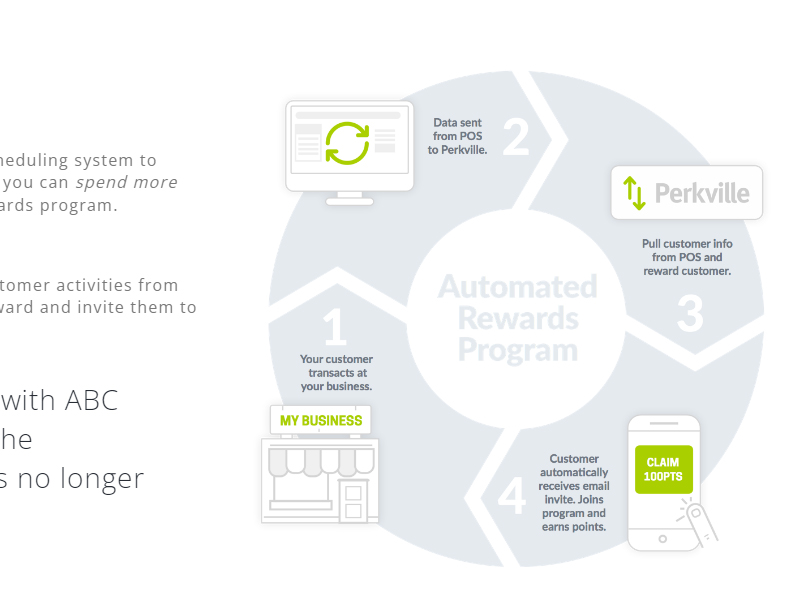 heduling system to
you can spend more
ards program.
tomer activities from
ward and invite them to
with ABC
he
s no longer
Automated
Rewards
Program
1
Your customer
transacts at
your business.
MY BUSINESS
2
Data sent
from POS
to Perkville.
Perkville
Pull customer info
from POS and
reward customer.
3
4
Customer
automatically
receives email
invite. Joins
program and
earns points.
CLAIM
100PTS